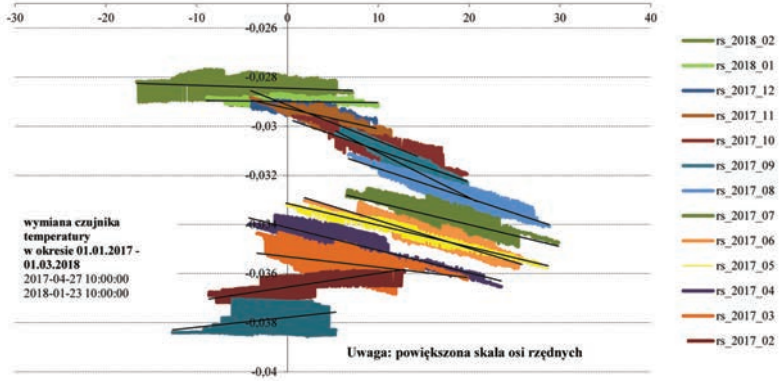 -30 -20 -10 0 10 20 30 40
-0,026
-0,028
-0,03
-0,032
-0,034
-0,036
-0,038
-0,04
wymiana czujnika
temperatury
w okresie 01.01.2017 -
01.03.2018
2017-04-27 10:00:00
2018-01-23 10:00:00
Uwaga: powiększona skala osi rzędnych
rs_2018_02
rs_2018_01
rs_2017_12
rs_2017_11
rs_2017_10
rs_2017_09
rs_2017_08
rs_2017_07
rs_2017_06
rs_2017_05
rs_2017_04
rs_2017_03
rs_2017_02